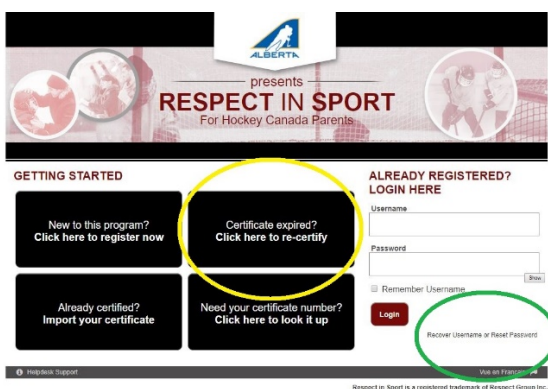 ALBERTA
presents
RESPECT IN SPORT
For Hockey Canada Parents
GETTING STARTED
New to this program?
Click here to register now
Certificate expired?
Click here to re-certify
Already certified?
Import your certificate
Need your certificate number?
Click here to look it up
ALREADY REGISTERED?
LOGIN HERE
Username
Password
Show
Remember Username
Login
Recover Username or Reset Password
Helpdesk Support
Vue en Français
Respect in Sport is a registered trademark of Respect Group Inc.